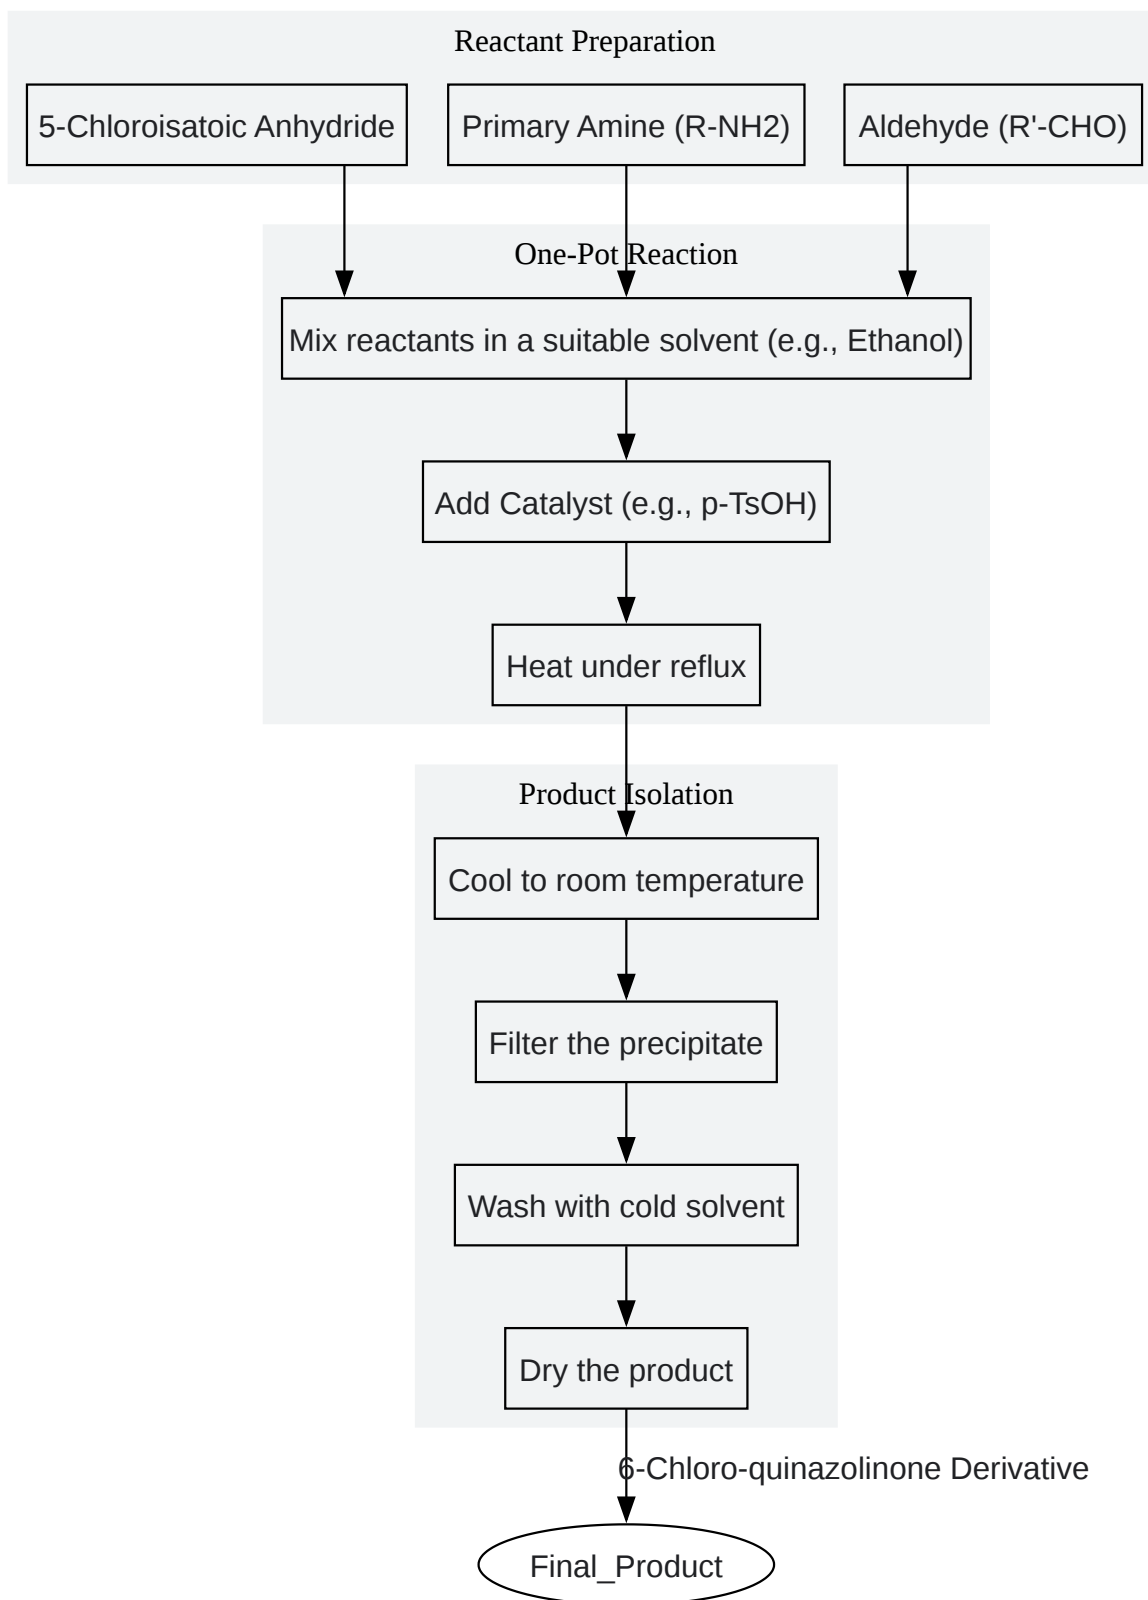 Reactant Preparation
5-Chloroisatoic Anhydride
Primary Amine (R-NH2)
Aldehyde (R'-CHO)
One-Pot Reaction
Mix reactants in a suitable solvent (e.g., Ethanol)
Add Catalyst (e.g., p-TsOH)
Heat under reflux
Product Isolation
Cool to room temperature
Filter the precipitate
Wash with cold solvent
Dry the product
6-Chloro-quinazolinone Derivative
Final_Product